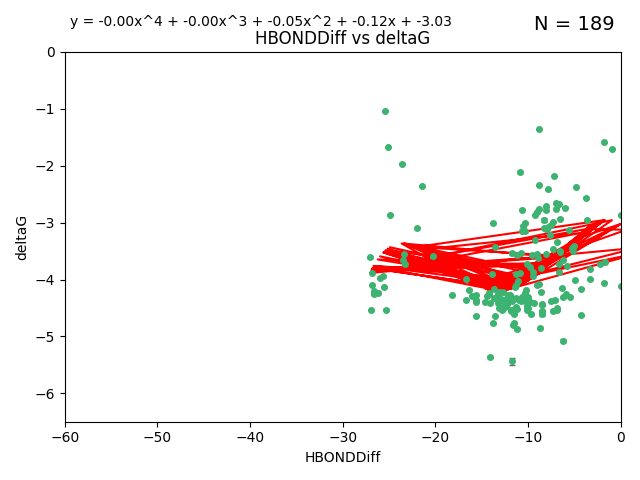 y = -0.00x^4 + -0.00x^3 + -0.05x^2 + -0.12x + -3.03
N = 189
HBONDDiff vs deltaG
0
−1
−2
−3
−4
−5
−6
deltaG
−60
−50
−40
−30
−20
−10
0
HBONDDiff